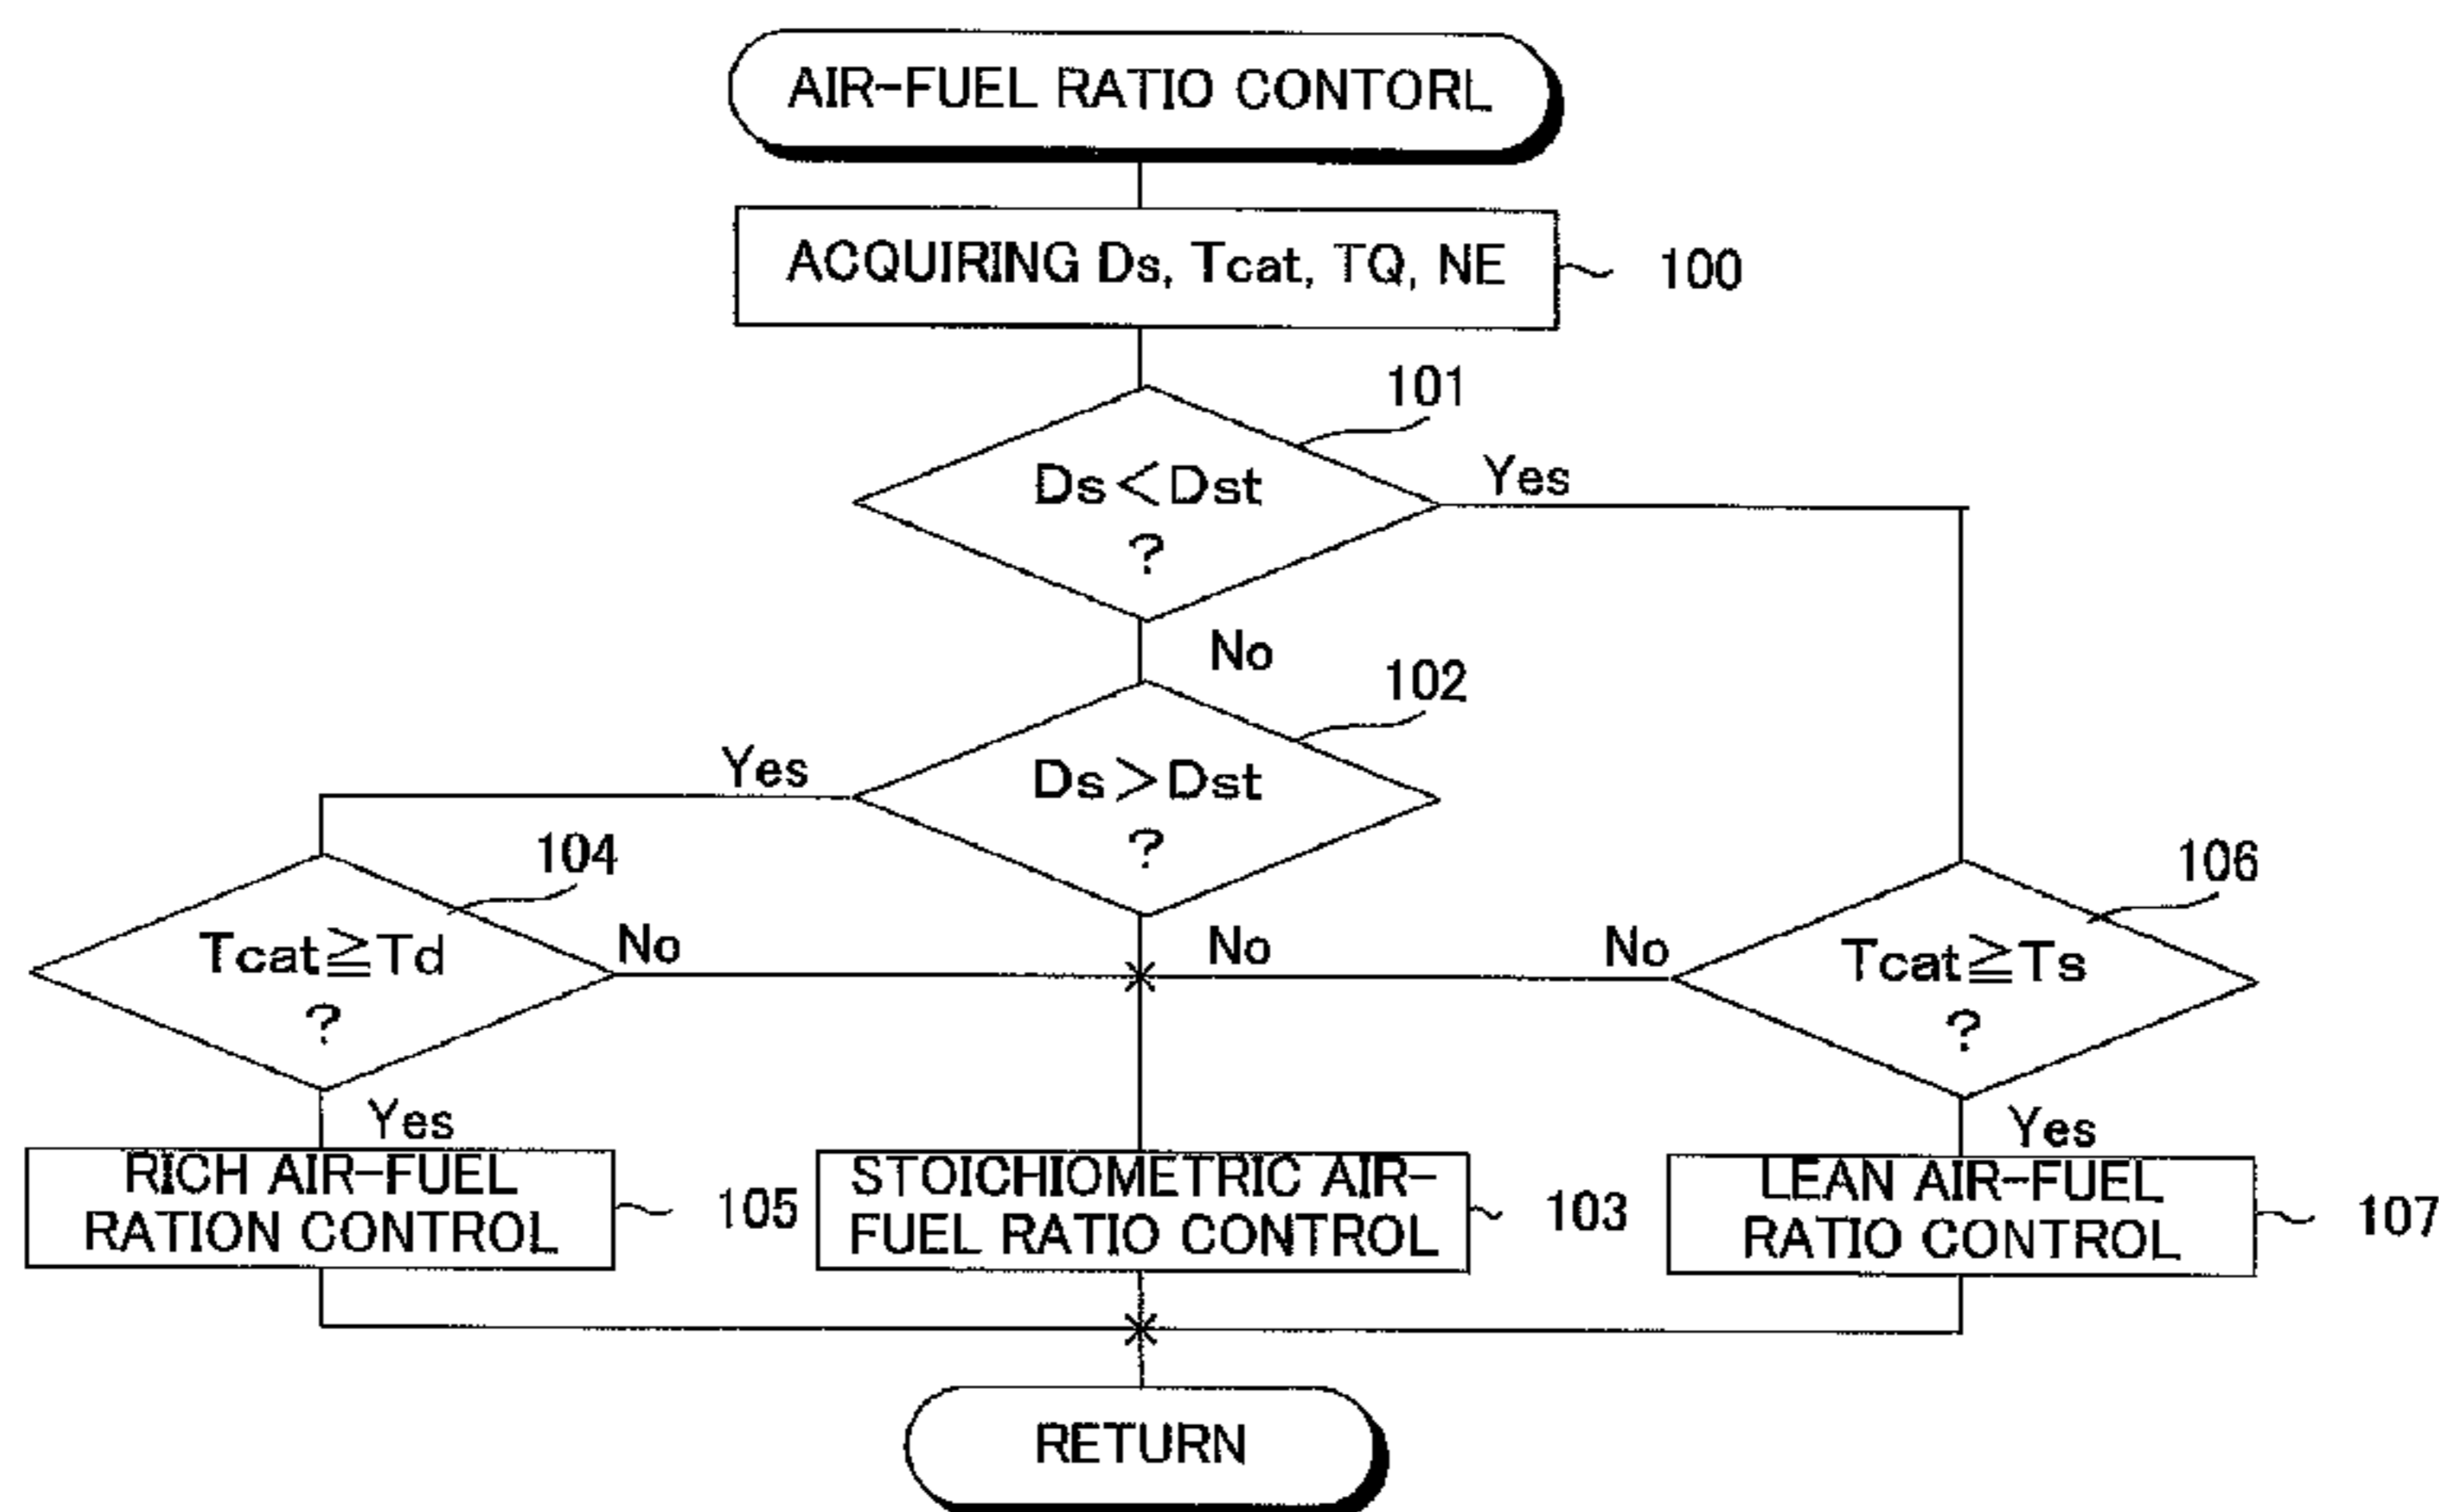 AIR-FUEL RATIO CONTORL
ACQUIRING Ds, Tcat, TQ, NE
100
101
Ds<Dst
?
Yes
No
102
Yes
Ds>Dst
?
104
106
Tcat≧Td
?
No
No
No
Tcat≧Ts
?
Yes
Yes
RICH AIR-FUEL
RATION CONTROL
105
STOICHIOMETRIC AIR-
FUEL RATIO CONTROL
103
LEAN AIR-FUEL
RATIO CONTROL
107
RETURN